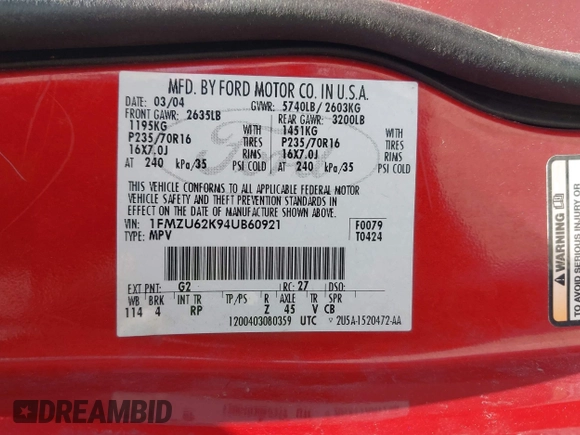 MFD. BY FORD MOTOR CO. IN U.S.A.
DATE: 03/04 GVWR: 5740LB / 2603KG
FRONT GAWR: 2635LB REAR GAWR: 3200LB
1195KG WITH 1451KG WITH
P235/70R16 TIRES P235/70R16 TIRES
16X7.0J RIMS 16X7.0J RIMS
AT 240 kPa/35 PSI COLD AT 240 kPa/35 PSI COLD
THIS VEHICLE CONFORMS TO ALL APPLICABLE FEDERAL MOTOR
VEHICLE SAFETY AND THEFT PREVENTION STANDARDS IN
EFFECT ON THE DATE OF MANUFACTURE SHOWN ABOVE.
VIN: 1FMZU62K94UB60921 F0079
TYPE: MPV T0424
EXT PNT: G2 RC: 27 DSO:
WB BRK INT TR TP/PS R AXLE TR SPR
114 4 RP Z 45 V CB
1200403080359 UTC 2U5A-1520472-AA
Ford
TO AVOID SERIOUS INJURY OR
DREAMBID